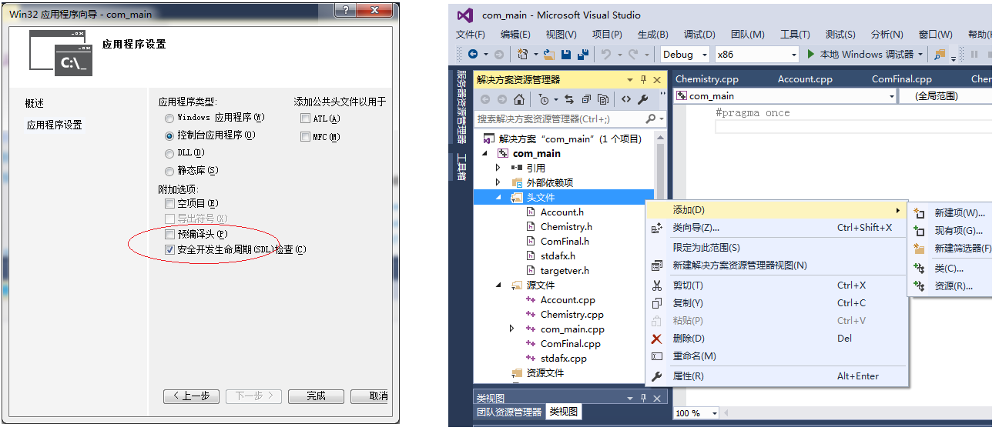 Win32 应用程序向导 - com_main
C:\_
应用程序设置
概述
应用程序设置
应用程序类型:
Windows 应用程序(W)
控制台应用程序(O)
DLL(D)
静态库(S)
附加选项:
空项目(E)
导出符号(X)
预编译头(P)
安全开发生命周期(SDL)检查(C)
添加公共头文件以用于
ATL(A)
MFC(M)
< 上一步
下一步 >
完成
取消
com_main - Microsoft Visual Studio
文件(F) 编辑(E) 视图(V) 项目(P) 生成(B) 调试(D) 团队(M) 工具(T) 测试(S) 分析(N) 窗口(W) 帮助(
Debug x86 本地 Windows 调试器
服务器资源管理器
工具箱
解决方案资源管理器
搜索解决方案资源管理器(Ctrl+;)
解决方案“com_main”(1 个项目)
com_main
引用
外部依赖项
头文件
Account.h
Chemistry.h
ComFinal.h
stdafx.h
targetver.h
源文件
Account.cpp
Chemistry.cpp
com_main.cpp
ComFinal.cpp
stdafx.cpp
资源文件
类视图
团队资源管理器 类视图
Chemistry.cpp Account.cpp ComFinal.cpp Cher
com_main (全局范围)
#pragma once
添加(D)
类向导(Z)... Ctrl+Shift+X
限定为此范围(S)
新建解决方案资源管理器视图(N)
剪切(T) Ctrl+X
复制(Y) Ctrl+C
粘贴(P) Ctrl+V
删除(D) Del
重命名(M)
属性(R) Alt+Enter
新建项(W)...
现有项(G)...
新建筛选器(F)
类(C)...
资源(R)...
100 %